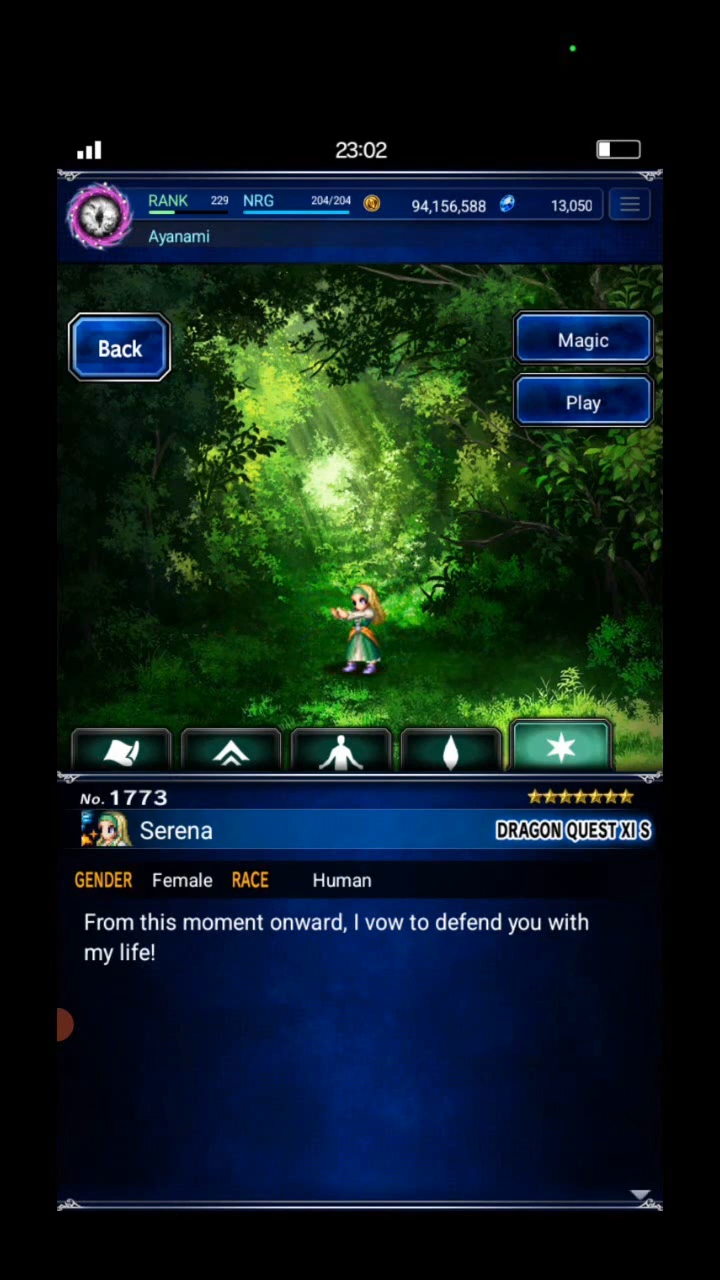 23:02
RANK 229 NRG 204/204 94,156,588 13,050
Ayanami
Back
Magic
Play
No. 1773
Serena DRAGON QUEST XI S
GENDER Female RACE Human
From this moment onward, I vow to defend you with
my life!